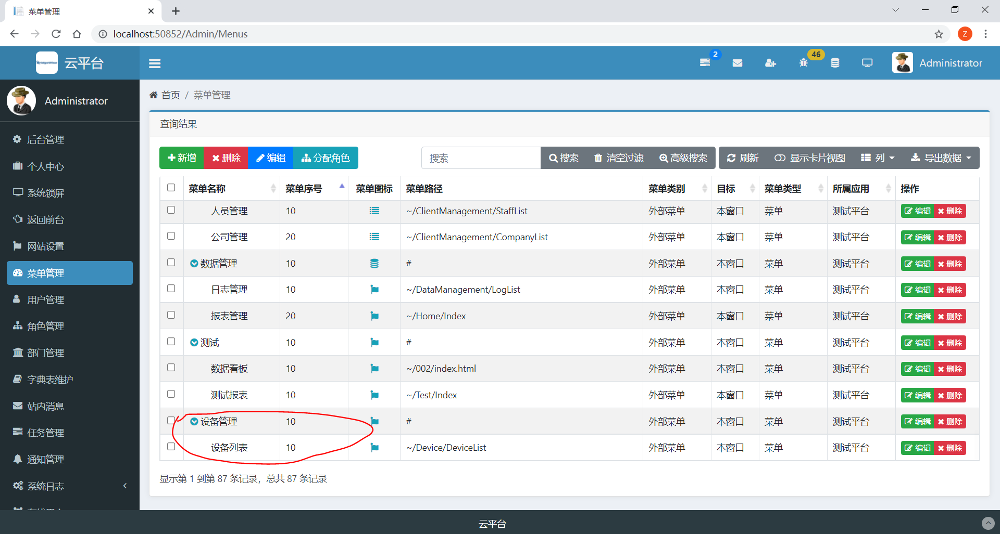 菜单管理
localhost:50852/Admin/Menus
Z
云平台
2
46
Administrator
Administrator
首页 / 菜单管理
后台管理
个人中心
系统锁屏
返回前台
网站设置
菜单管理
用户管理
角色管理
部门管理
字典表维护
站内消息
任务管理
通知管理
系统日志
查询结果
新增 删除 编辑 分配角色 搜索 搜索 清空过滤 高级搜索 刷新 显示卡片视图 列 导出数据
菜单名称 菜单序号 菜单图标 菜单路径 菜单类别 目标 菜单类型 所属应用 操作
人员管理 10 ~/ClientManagement/StaffList 外部菜单 本窗口 菜单 测试平台 编辑 删除
公司管理 20 ~/ClientManagement/CompanyList 外部菜单 本窗口 菜单 测试平台 编辑 删除
数据管理 10 # 外部菜单 本窗口 菜单 测试平台 编辑 删除
日志管理 10 ~/DataManagement/LogList 外部菜单 本窗口 菜单 测试平台 编辑 删除
报表管理 20 ~/Home/Index 外部菜单 本窗口 菜单 测试平台 编辑 删除
测试 10 # 外部菜单 本窗口 菜单 测试平台 编辑 删除
数据看板 10 ~/002/index.html 外部菜单 本窗口 菜单 测试平台 编辑 删除
测试报表 10 ~/Test/Index 外部菜单 本窗口 菜单 测试平台 编辑 删除
设备管理 10 # 外部菜单 本窗口 菜单 测试平台 编辑 删除
设备列表 10 ~/Device/DeviceList 外部菜单 本窗口 菜单 测试平台 编辑 删除
显示第 1 到第 87 条记录，总共 87 条记录
云平台